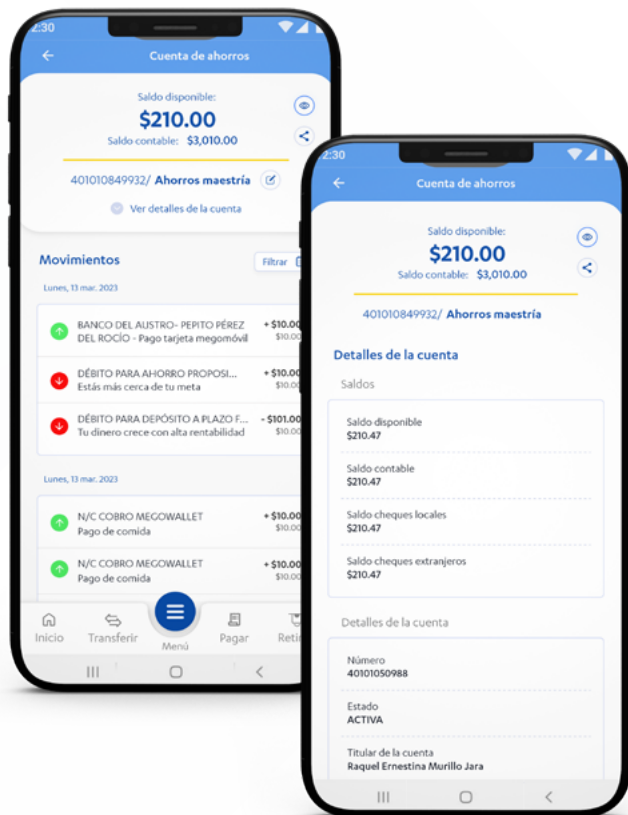 2:30
Cuenta de ahorros
Saldo disponible:
$210.00
Saldo contable: $3,010.00
401010849932/ Ahorros maestría
Ver detalles de la cuenta
Movimientos
Filtrar
Lunes, 13 mar. 2023
BANCO DEL AUSTRO- PEPITO PÉREZ + $10.00
DEL ROCÍO - Pago tarjeta megomóvil $10.00
DÉBITO PARA AHORRO PROPOSI... + $10.00
Estás más cerca de tu meta $10.00
DÉBITO PARA DEPÓSITO A PLAZO F... - $101.00
Tu dinero crece con alta rentabilidad $10.00
Lunes, 13 mar. 2023
N/C COBRO MEGOWALLET + $10.00
Pago de comida $10.00
N/C COBRO MEGOWALLET + $10.00
Pago de comida $10.00
Inicio
Transferir
Menú
Pagar
Reti
2:30
Cuenta de ahorros
Saldo disponible:
$210.00
Saldo contable: $3,010.00
401010849932/ Ahorros maestría
Detalles de la cuenta
Saldos
Saldo disponible
$210.47
Saldo contable
$210.47
Saldo cheques locales
$210.47
Saldo cheques extranjeros
$210.47
Detalles de la cuenta
Número
40101050988
Estado
ACTIVA
Titular de la cuenta
Raquel Ernestina Murillo Jara